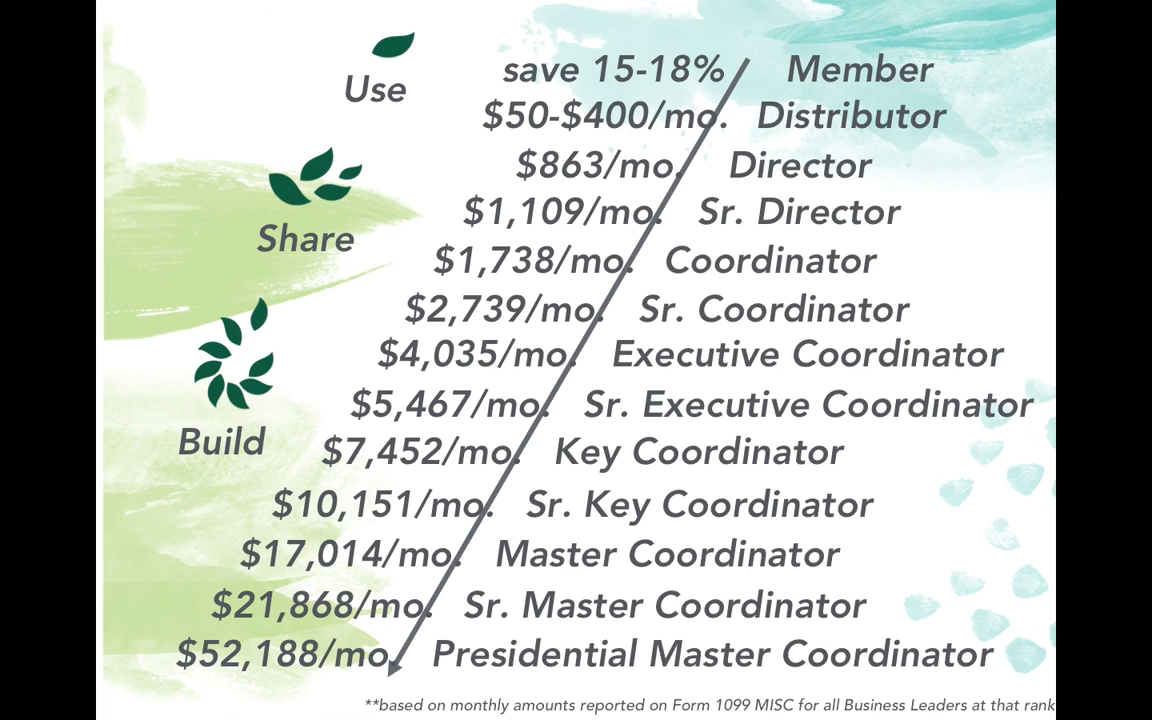 Use
save 15-18% Member
$50-$400/mo. Distributor
$863/mo. Director
Share
$1,109/mo. Sr. Director
$1,738/mo. Coordinator
$2,739/mo. Sr. Coordinator
$4,035/mo. Executive Coordinator
$5,467/mo. Sr. Executive Coordinator
Build
$7,452/mo. Key Coordinator
$10,151/mo. Sr. Key Coordinator
$17,014/mo. Master Coordinator
$21,868/mo. Sr. Master Coordinator
$52,188/mo. Presidential Master Coordinator
**based on monthly amounts reported on Form 1099 MISC for all Business Leaders at that rank